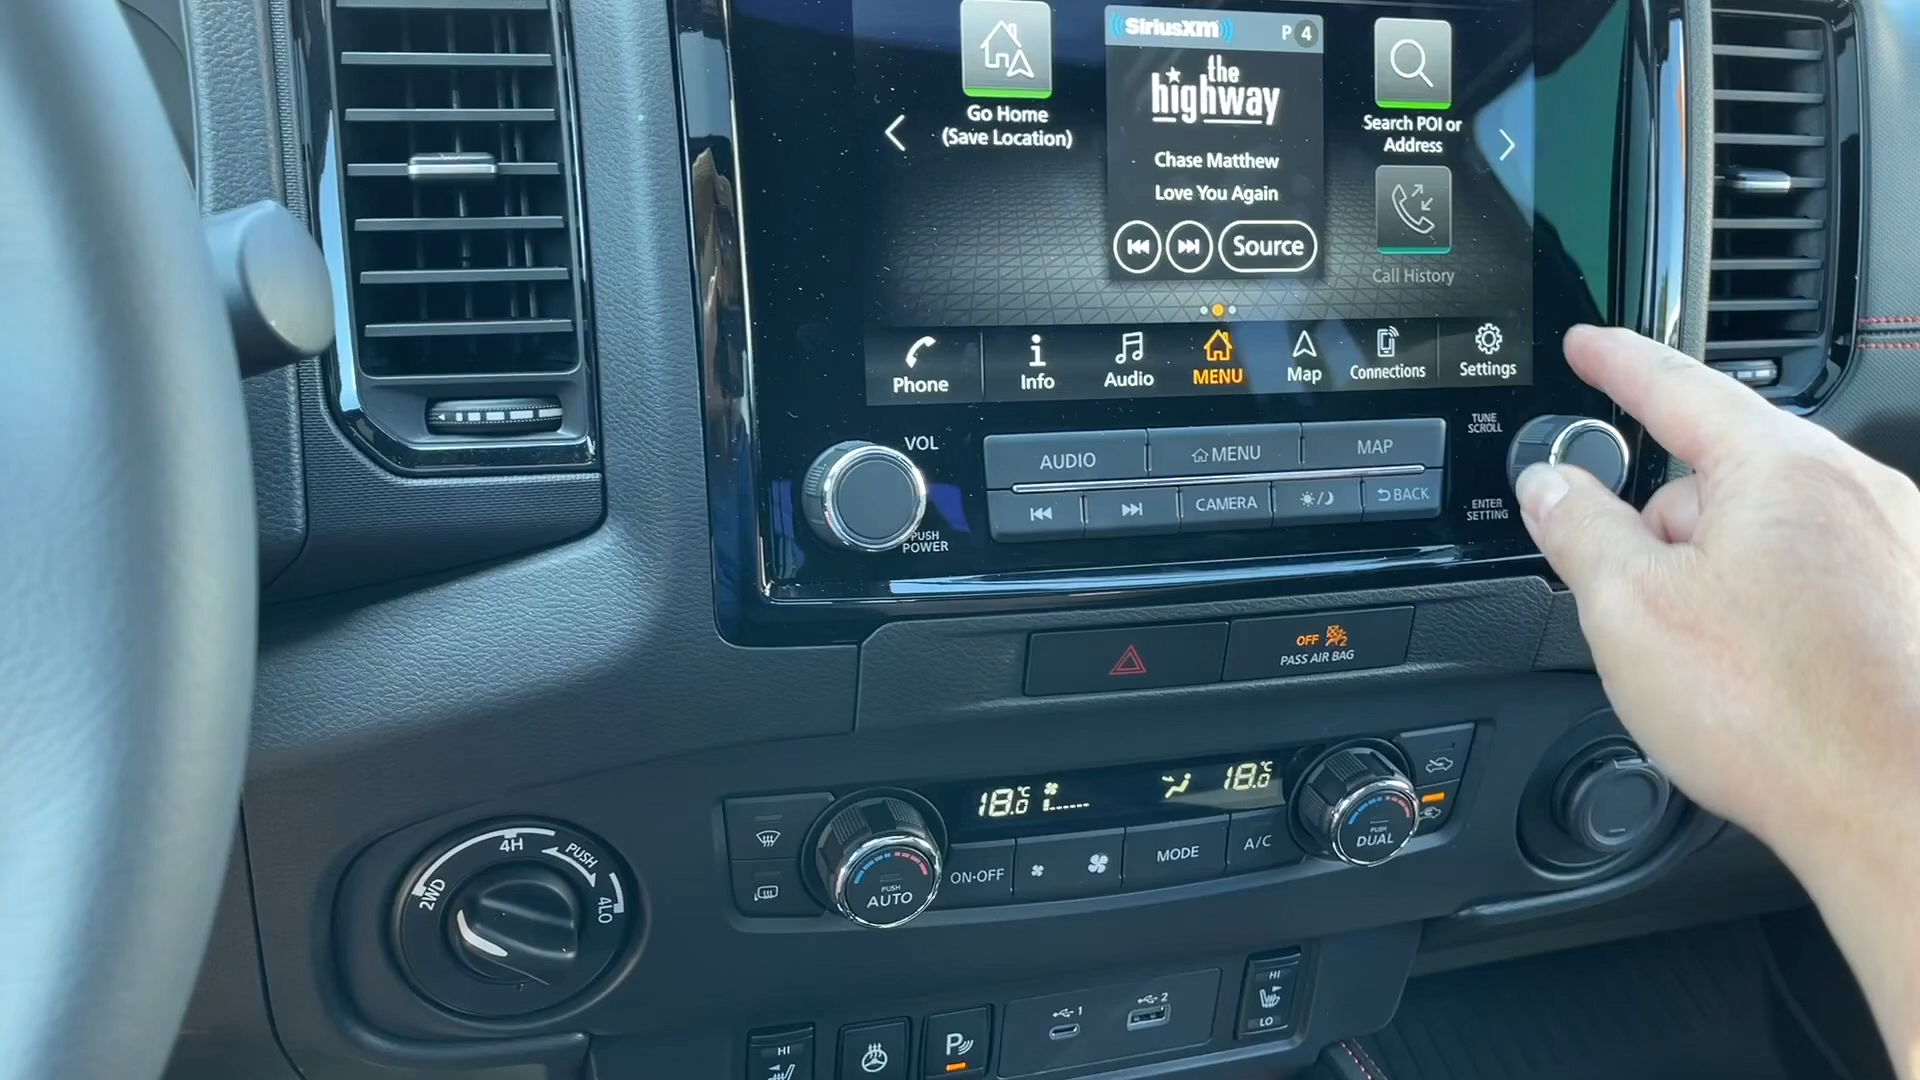 SiriusXM P 4
the
highway
Chase Matthew
Love You Again
Source
Go Home
(Save Location)
Search POI or
Address
Call History
Phone
Info
Audio
MENU
Map
Connections
Settings
VOL
PUSH
POWER
AUDIO
MENU
MAP
CAMERA
BACK
TUNE
SCROLL
ENTER
SETTING
OFF 2
PASS AIR BAG
18.0°C
18.0°C
PUSH
AUTO
ON·OFF
MODE
A/C
PUSH
DUAL
2WD
4H
PUSH
4LO
HI
P
1
2
HI
LO